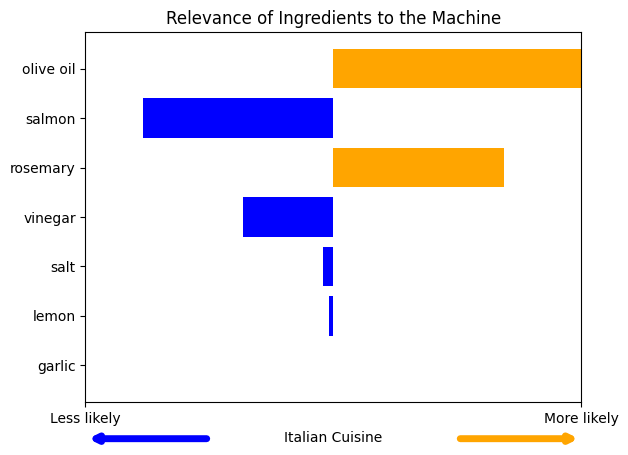 Relevance of Ingredients to the Machine
olive oil
salmon
rosemary
vinegar
salt
lemon
garlic
Less likely
More likely
Italian Cuisine